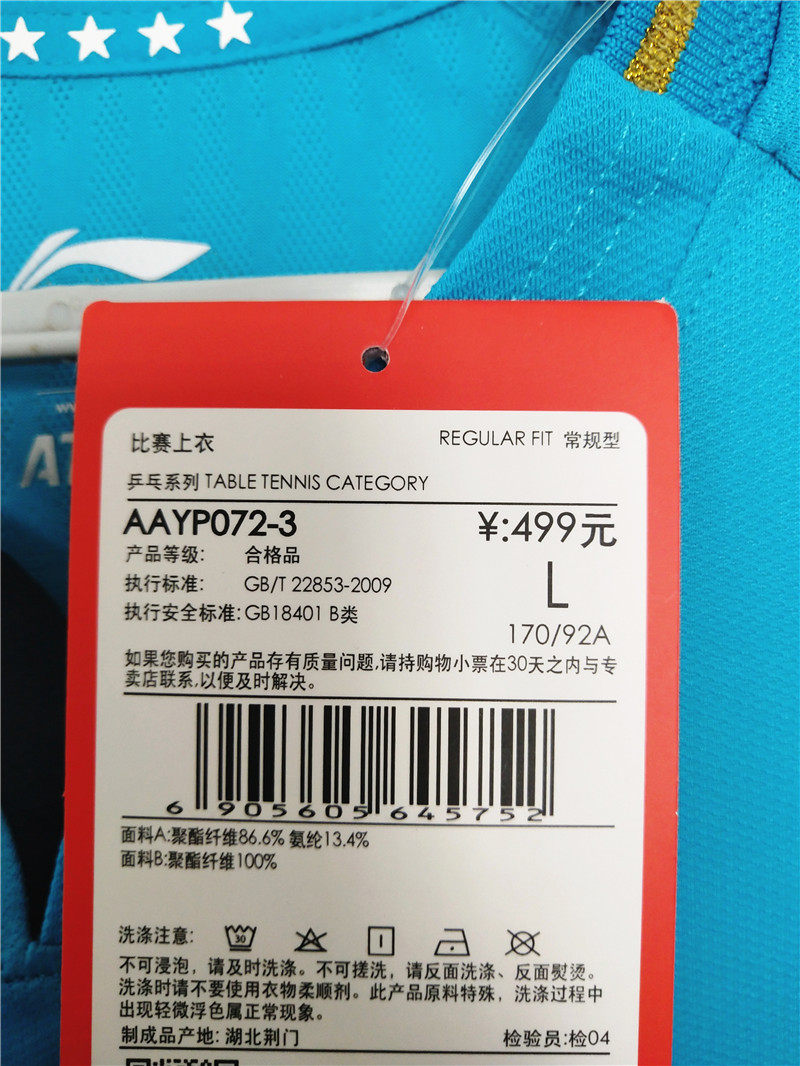 比赛上衣
REGULAR FIT 常规型
乒乓系列 TABLE TENNIS CATEGORY
AAYP072-3
¥:499元
产品等级: 合格品
执行标准: GB/T 22853-2009
L
执行安全标准:GB18401 B类
170/92A
如果您购买的产品存有质量问题,请持购物小票在30天之内与专
卖店联系,以便及时解决。
6 905605 645752
面料A:聚酯纤维86.6% 氨纶13.4%
面料B:聚酯纤维100%
洗涤注意: 30
不可浸泡，请及时洗涤。不可搓洗，请反面洗涤、反面熨烫。
洗涤时请不要使用衣物柔顺剂。此产品原料特殊，洗涤过程中
出现轻微浮色属正常现象。
制成品产地: 湖北荆门
检验员:检04